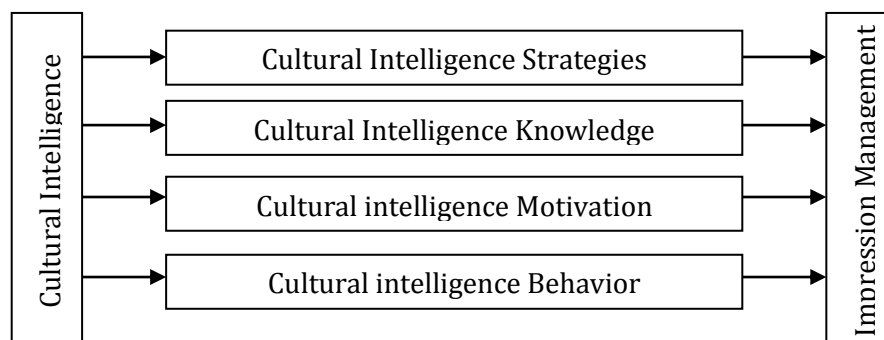 Cultural Intelligence
Cultural Intelligence Strategies
Cultural Intelligence Knowledge
Cultural intelligence Motivation
Cultural intelligence Behavior
Impression Management